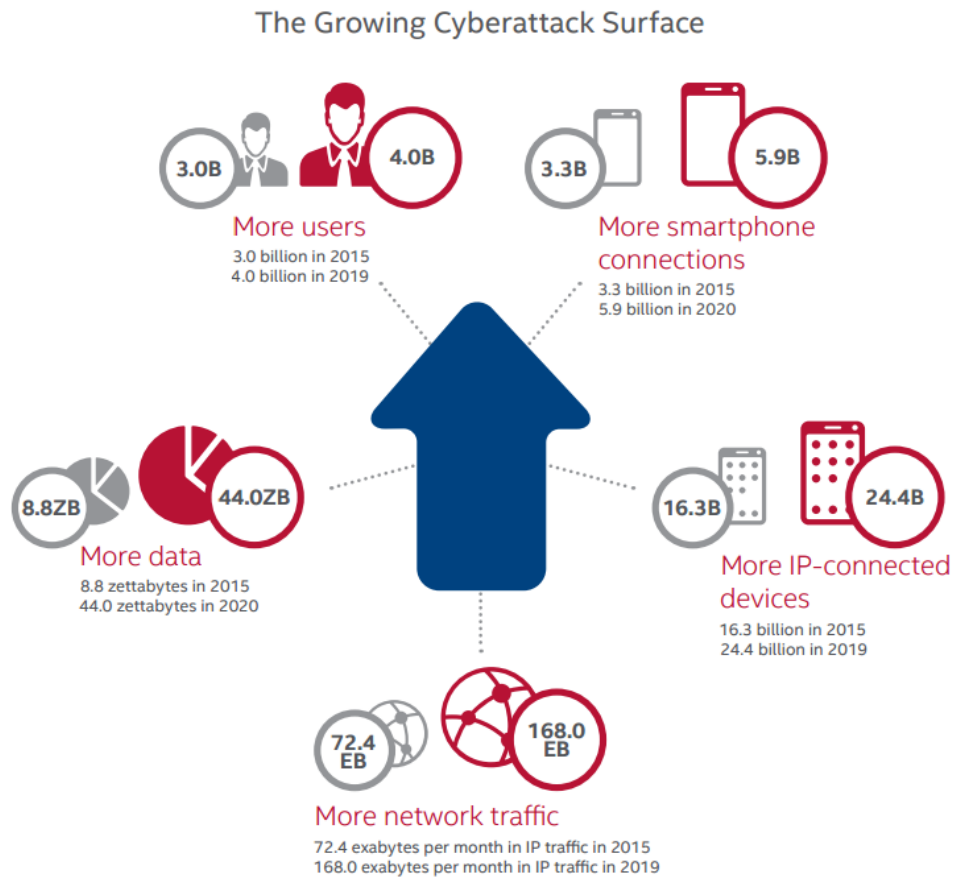 The Growing Cyberattack Surface
3.0B
4.0B
More users
3.0 billion in 2015
4.0 billion in 2019
3.3B
5.9B
More smartphone
connections
3.3 billion in 2015
5.9 billion in 2020
8.8ZB
44.0ZB
More data
8.8 zettabytes in 2015
44.0 zettabytes in 2020
16.3B
24.4B
More IP-connected
devices
16.3 billion in 2015
24.4 billion in 2019
72.4
EB
168.0
EB
More network traffic
72.4 exabytes per month in IP traffic in 2015
168.0 exabytes per month in IP traffic in 2019